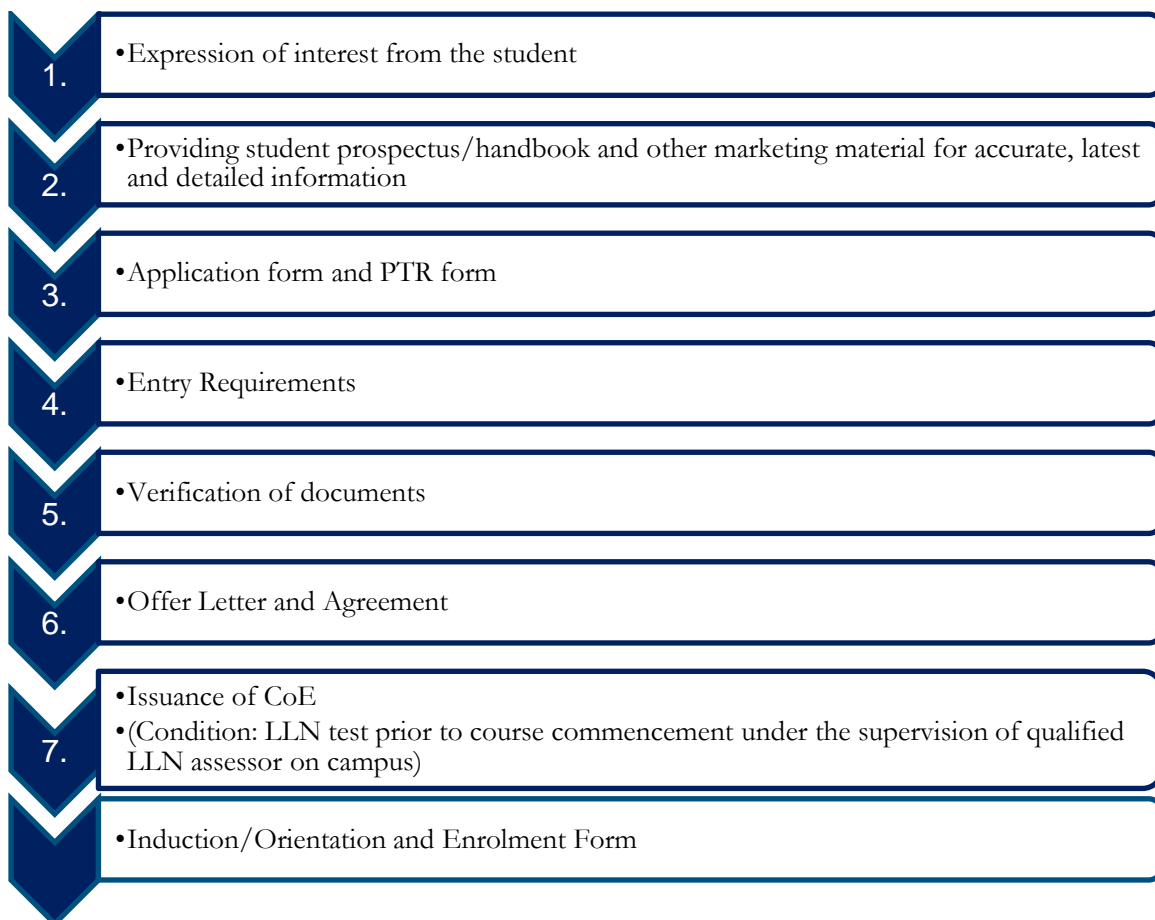 1.
•Expression of interest from the student
2.
•Providing student prospectus/handbook and other marketing material for accurate, latest
and detailed information
3.
•Application form and PTR form
4.
•Entry Requirements
5.
•Verification of documents
6.
•Offer Letter and Agreement
7.
•Issuance of CoE
•(Condition: LLN test prior to course commencement under the supervision of qualified
LLN assessor on campus)
•Induction/Orientation and Enrolment Form